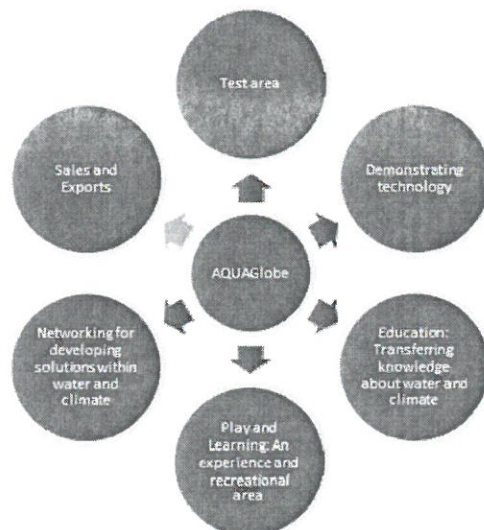 Test area
Sales and
Exports
Demonstrating
technology
AQUAGlobe
Networking for
developing
solutions within
water and
climate
Education:
Transferring
knowledge
about water and
climate
Play and
Learning: An
experience and
recreational
area